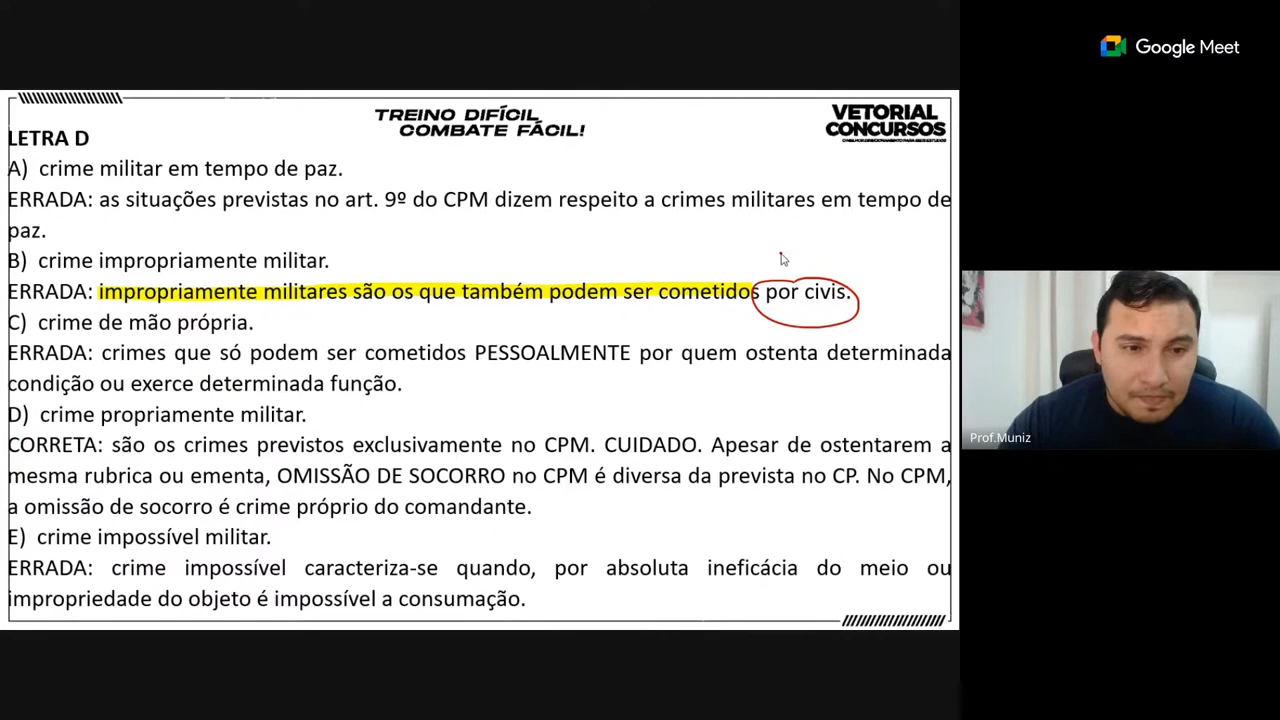 Google Meet
TREINO DIFÍCIL
COMBATE FÁCIL!
VETORIAL
CONCURSOS
LETRA D
A) crime militar em tempo de paz.
ERRADA: as situações previstas no art. 9º do CPM dizem respeito a crimes militares em tempo de
paz.
B) crime impropriamente militar.
ERRADA: impropriamente militares são os que também podem ser cometidos por civis.
C) crime de mão própria.
ERRADA: crimes que só podem ser cometidos PESSOALMENTE por quem ostenta determinada
condição ou exerce determinada função.
D) crime propriamente militar.
CORRETA: são os crimes previstos exclusivamente no CPM. CUIDADO. Apesar de ostentarem a
mesma rubrica ou ementa, OMISSÃO DE SOCORRO no CPM é diversa da prevista no CP. No CPM,
a omissão de socorro é crime próprio do comandante.
E) crime impossível militar.
ERRADA: crime impossível caracteriza-se quando, por absoluta ineficácia do meio ou
impropriedade do objeto é impossível a consumação.
Prof.Muniz